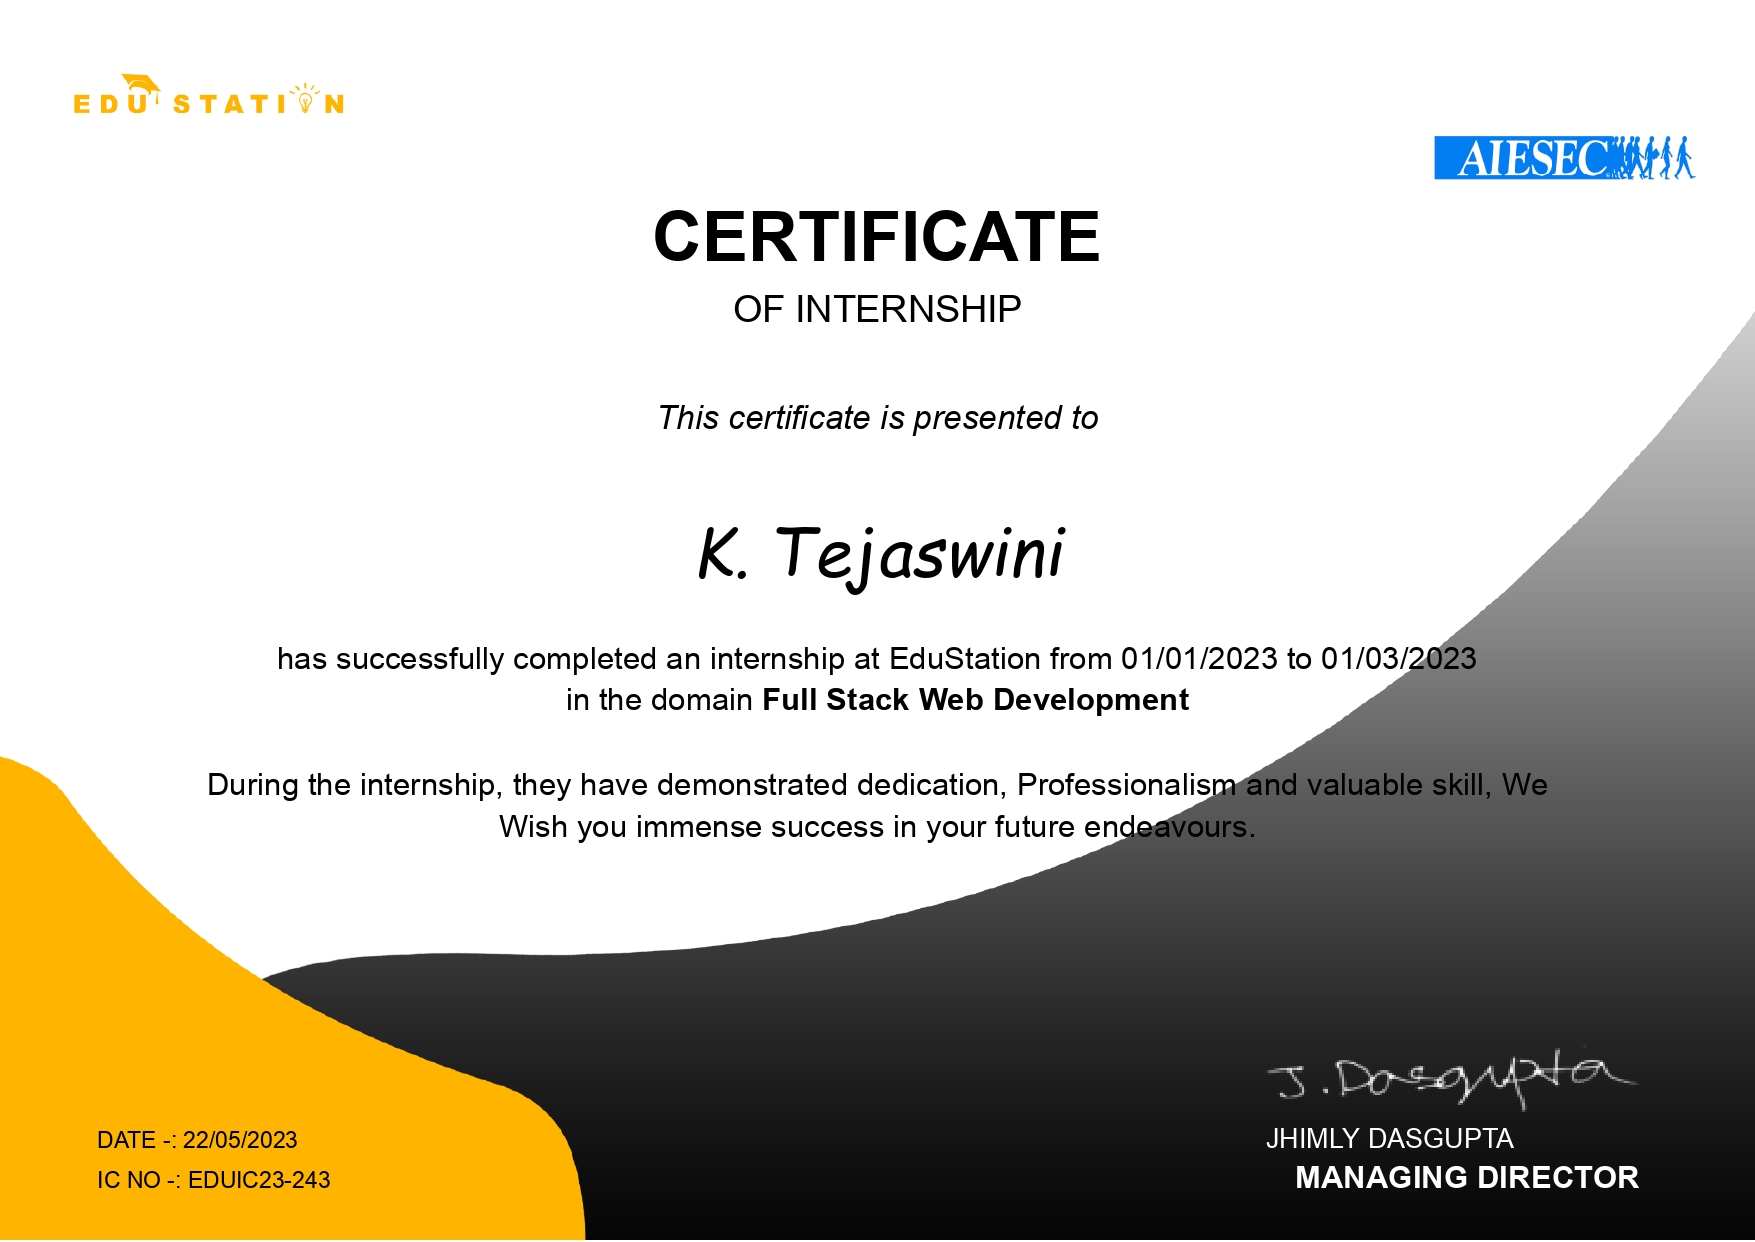 EDU STATION
AIESEC
CERTIFICATE
OF INTERNSHIP
This certificate is presented to
K. Tejaswini
has successfully completed an internship at EduStation from 01/01/2023 to 01/03/2023
in the domain Full Stack Web Development
During the internship, they have demonstrated dedication, Professionalism and valuable skill, We
Wish you immense success in your future endeavours.
J. Dasgupta
DATE -: 22/05/2023
JHIMLY DASGUPTA
IC NO -: EDUIC23-243
MANAGING DIRECTOR